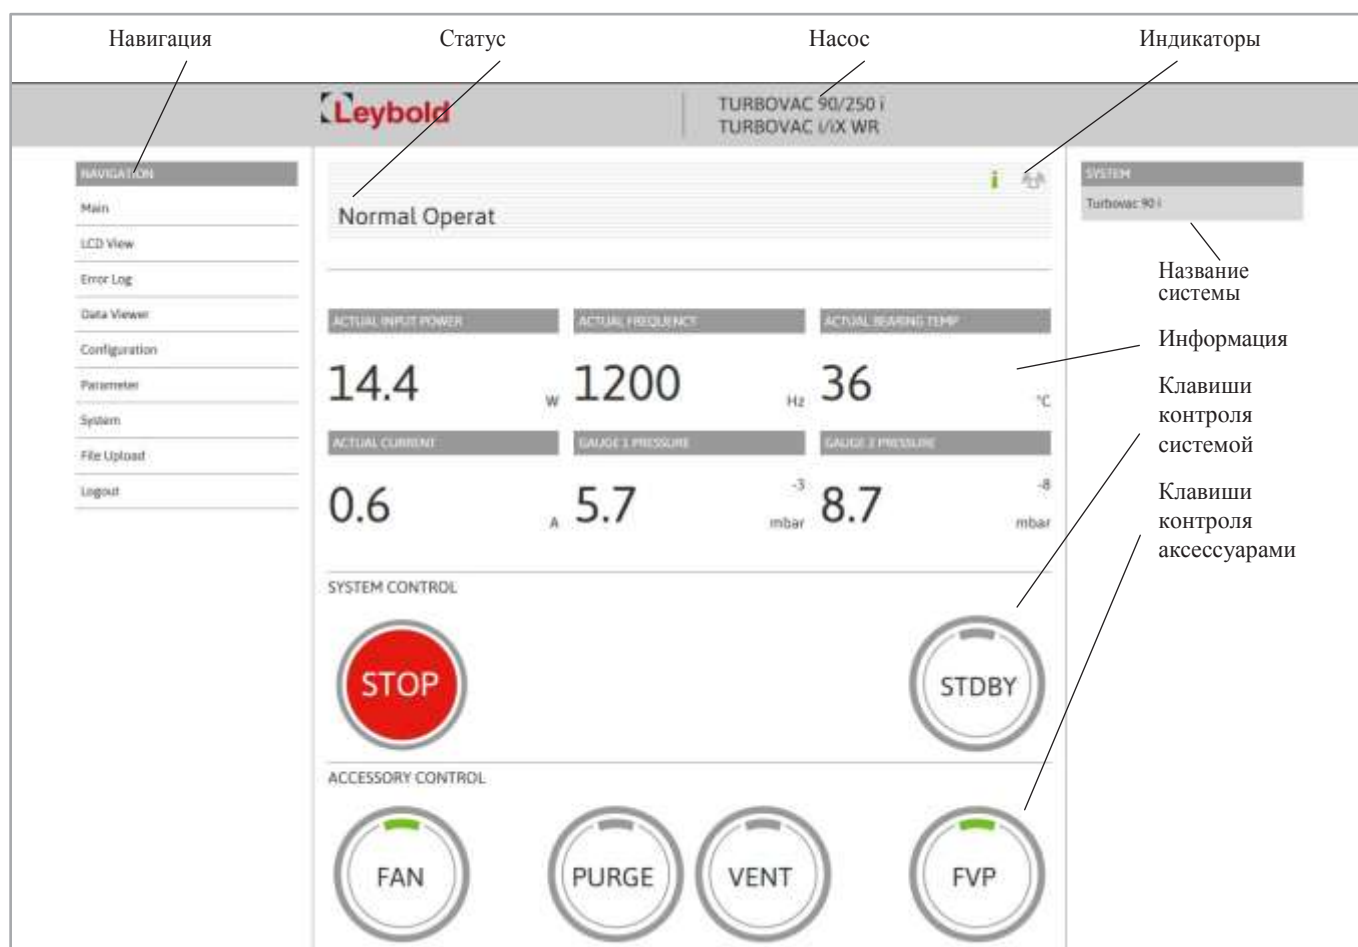 Навигация
Статус
Насос
Индикаторы
Leybold
TURBOVAC 90/250 i
TURBOVAC i/iX WR
NAVIGATION
Main
LCD View
Error Log
Data Viewer
Configuration
Parameter
System
File Upload
Logout
i
Normal Operat
ACTUAL INPUT POWER
ACTUAL FREQUENCY
ACTUAL BEARING TEMP
14.4 W
1200 Hz
36 °C
ACTUAL CURRENT
GAUGE 1 PRESSURE
GAUGE 2 PRESSURE
0.6 A
5.7 -3 mbar
8.7 -8 mbar
SYSTEM CONTROL
STOP
STDBY
ACCESSORY CONTROL
FAN
PURGE
VENT
FVP
SYSTEM
Turbovac 90 i
Название
системы
Информация
Клавиши
контроля
системой
Клавиши
контроля
аксессуарами